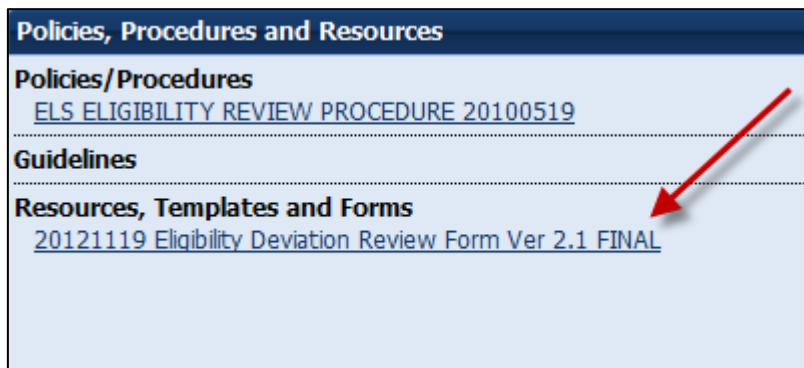 Policies, Procedures and Resources
Policies/Procedures
ELS ELIGIBILITY REVIEW PROCEDURE 20100519
Guidelines
Resources, Templates and Forms
20121119 Eligibility Deviation Review Form Ver 2.1 FINAL